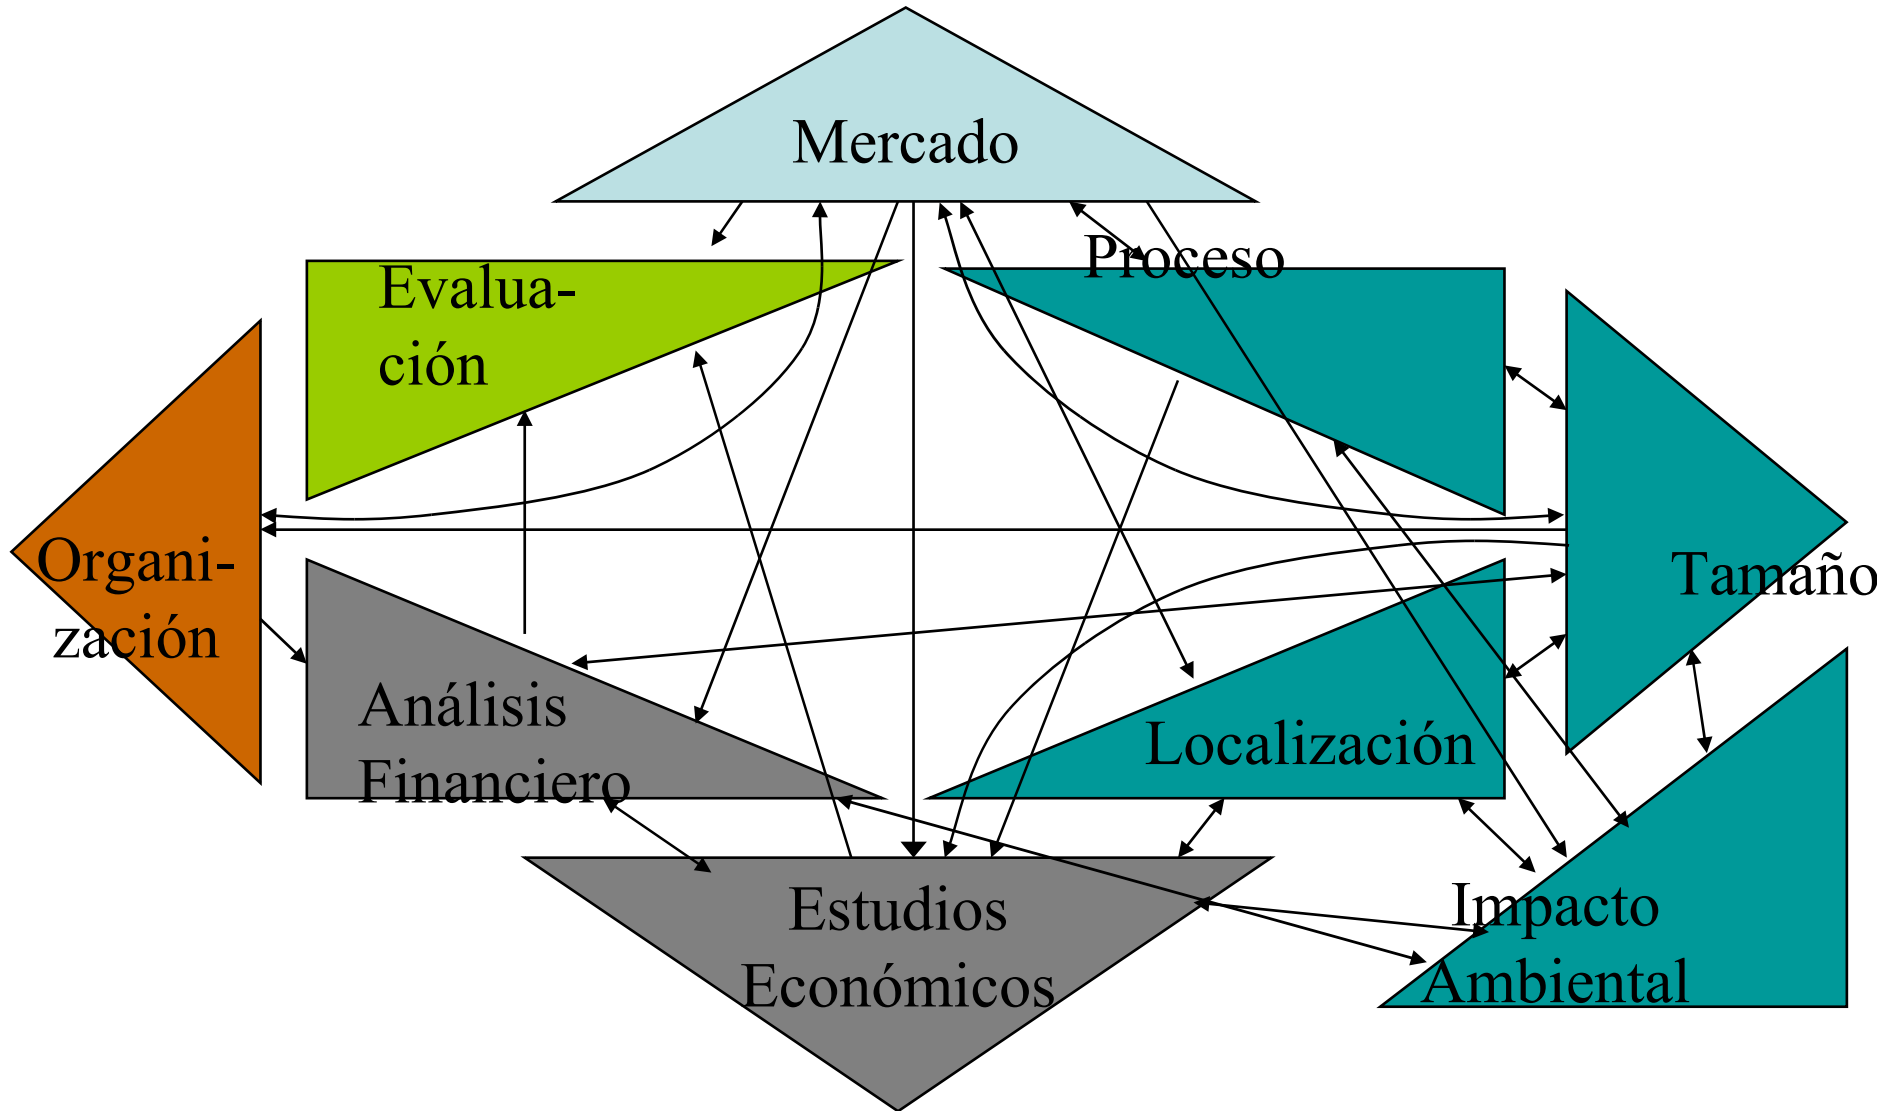 Mercado
Proceso
Evalua-
ción
Organi-
zación
Tamaño
Análisis
Financiero
Localización
Estudios
Económicos
Impacto
Ambiental